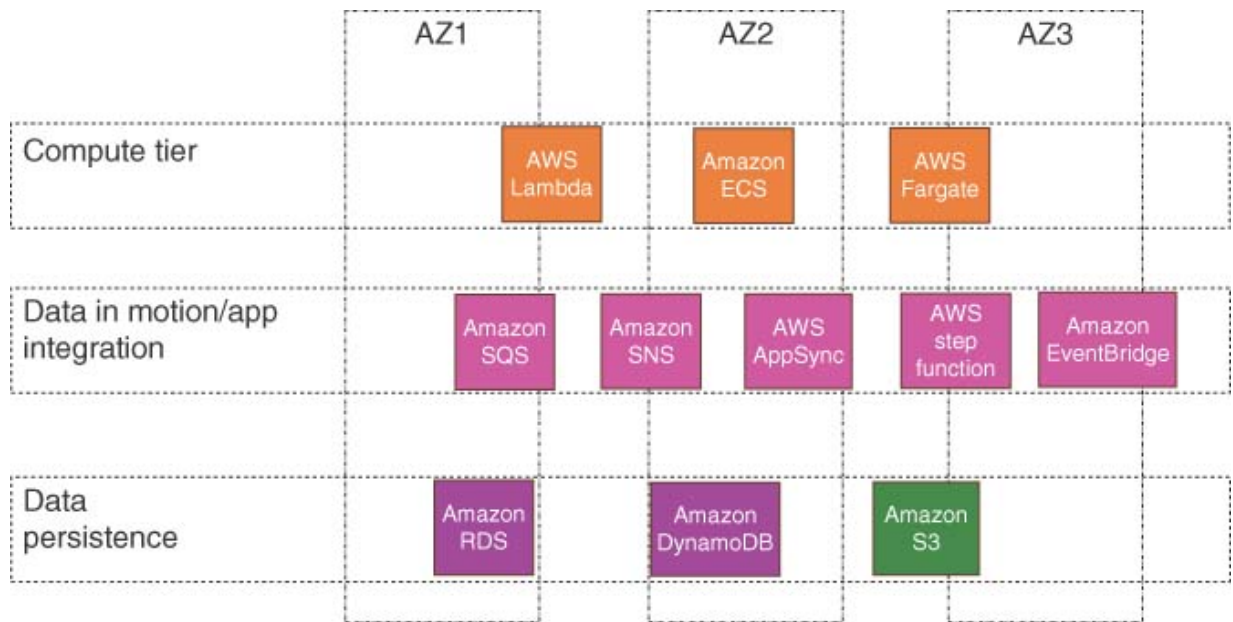 AZ1
AZ2
AZ3
Compute tier
AWS
Lambda
Amazon
ECS
AWS
Fargate
Data in motion/app
integration
Amazon
SQS
Amazon
SNS
AWS
AppSync
AWS
step
function
Amazon
EventBridge
Data
persistence
Amazon
RDS
Amazon
DynamoDB
Amazon
S3